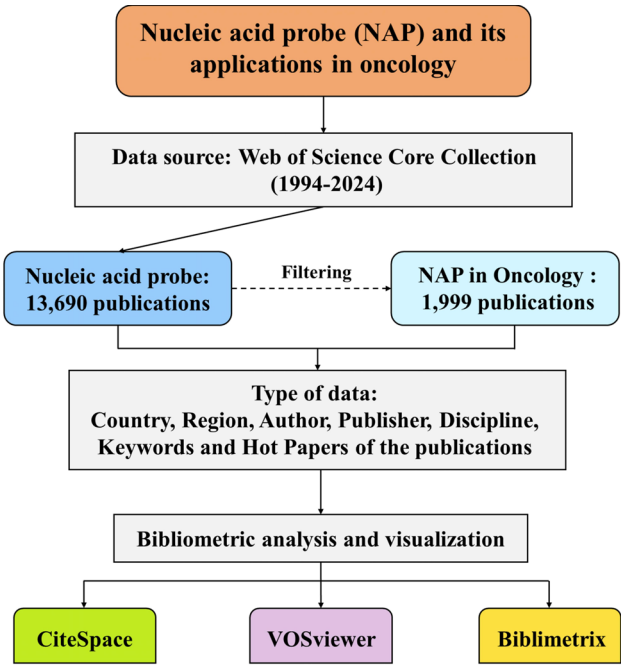 Nucleic acid probe (NAP) and its
applications in oncology
Data source: Web of Science Core Collection
(1994-2024)
Nucleic acid probe:
13,690 publications
Filtering
NAP in Oncology :
1,999 publications
Type of data:
Country, Region, Author, Publisher, Discipline,
Keywords and Hot Papers of the publications
Bibliometric analysis and visualization
CiteSpace
VOSviewer
Biblimetrix